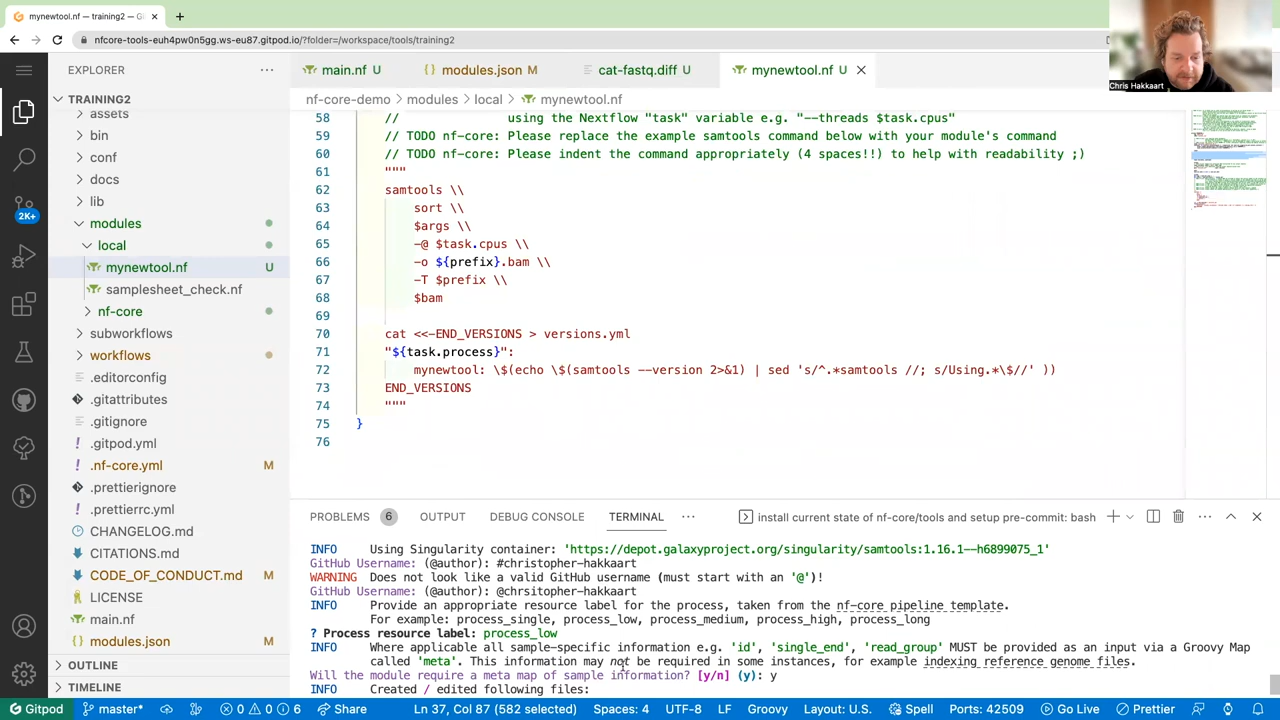 mynewtool.nf — training2 — Gi
nfcore-tools-euh4pw0n5gg.ws-eu87.gitpod.io/?folder=/workspace/tools/training2
Chris Hakkaart
EXPLORER
main.nf U
modules.json M
cat-fastq.diff U
mynewtool.nf U
nf-core-demo > modules > local > mynewtool.nf
TRAINING2
assets
bin
conf
docs
lib
modules
local
mynewtool.nf U
samplesheet_check.nf
nf-core
subworkflows
workflows
.editorconfig
.gitattributes
.gitignore
.gitpod.yml
.nf-core.yml M
.prettierignore
.prettierrc.yml
CHANGELOG.md
CITATIONS.md
CODE_OF_CONDUCT.md M
LICENSE
main.nf
modules.json M
OUTLINE
TIMELINE
2K+
58 // the Nextflow "task" variable e.g. "--threads $task.cpus"
59 // TODO nf-core: Please replace the example samtools command below with your module's command
60 // TODO nf-core: Please indent the command appropriately (4 spaces!!) to help with readability ;)
61 """
62 samtools \\
63 sort \\
64 $args \\
65 -@ $task.cpus \\
66 -o ${prefix}.bam \\
67 -T $prefix \\
68 $bam
69
70 cat <<-END_VERSIONS > versions.yml
71 "${task.process}":
72 mynewtool: \$(echo \$(samtools --version 2>&1) | sed 's/^.*samtools //; s/Using.*\$//' ))
73 END_VERSIONS
74 """
75 }
76
PROBLEMS 6 OUTPUT DEBUG CONSOLE TERMINAL ··· install current state of nf-core/tools and setup pre-commit: bash
INFO Using Singularity container: 'https://depot.galaxyproject.org/singularity/samtools:1.16.1--h6899075_1'
GitHub Username: (@author): #christopher-hakkaart
WARNING Does not look like a valid GitHub username (must start with an '@')!
GitHub Username: (@author): @chrsitopher-hakkaart
INFO Provide an appropriate resource label for the process, taken from the nf-core pipeline template.
For example: process_single, process_low, process_medium, process_high, process_long
? Process resource label: process_low
INFO Where applicable all sample-specific information e.g. 'id', 'single_end', 'read_group' MUST be provided as an input via a Groovy Map
called 'meta'. This information may not be required in some instances, for example indexing reference genome files.
Will the module require a meta map of sample information? [y/n] (y): y
INFO Created / edited following files:
Gitpod master* 0 0 6 Share Ln 37, Col 87 (582 selected) Spaces: 4 UTF-8 LF Groovy Layout: U.S. Spell Ports: 42509 Go Live Prettier